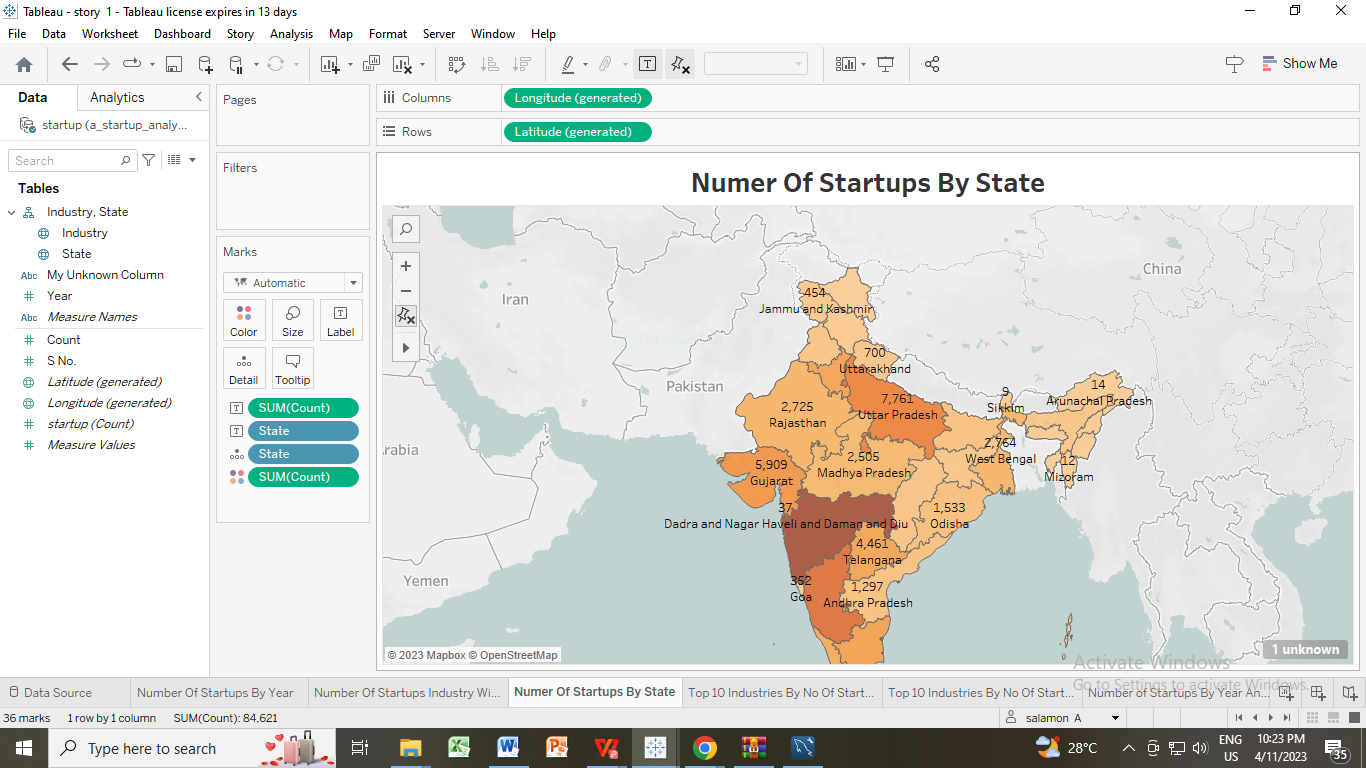 Tableau - story 1 - Tableau license expires in 13 days
File Data Worksheet Dashboard Story Analysis Map Format Server Window Help
Show Me
Data Analytics
startup (a_startup_analy...
Search
Tables
Industry, State
Industry
State
Abc My Unknown Column
Year
Abc Measure Names
Count
S No.
Latitude (generated)
Longitude (generated)
startup (Count)
Measure Values
Pages
Filters
Marks
Automatic
Color Size Label
Detail Tooltip
SUM(Count)
State
State
SUM(Count)
Columns Longitude (generated)
Rows Latitude (generated)
Numer Of Startups By State
China
Iran
454
Jammu and Kashmir
700
Uttarakhand
Pakistan
14
Arunachal Pradesh
9
Sikkim
7,761
Uttar Pradesh
2,725
Rajasthan
2,764
West Bengal
rabia
2,505
Madhya Pradesh
5,909
Gujarat
12
Mizoram
37
Dadra and Nagar Haveli and Daman and Diu
1,533
Odisha
4,461
Telangana
Yemen
352
Goa
1,297
Andhra Pradesh
1 unknown
© 2023 Mapbox © OpenStreetMap
Activate Windows
Go to Settings to activate Windows.
Data Source Number Of Startups By Year Number Of Startups Industry Wi... Numer Of Startups By State Top 10 Industries By No Of Start... Top 10 Industries By No Of Start... Number of Startups By Year An...
36 marks 1 row by 1 column SUM(Count): 84,621 salamon A
Type here to search 28°C ENG 10:23 PM
US 4/11/2023 35